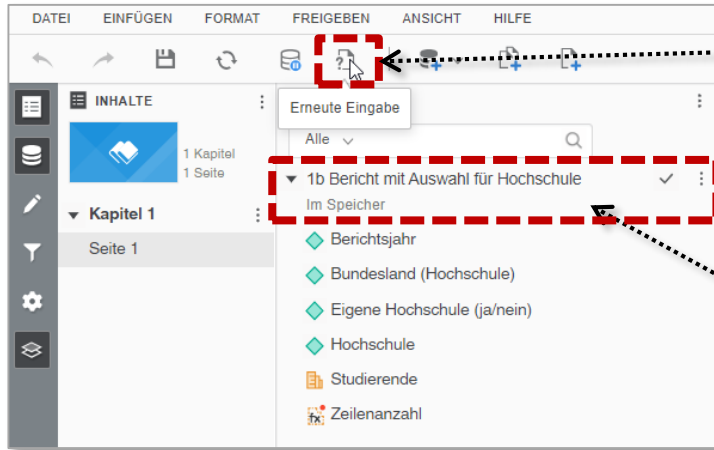 DATEI EINFÜGEN FORMAT FREIGEBEN ANSICHT HILFE
Erneute Eingabe
INHALTE
1 Kapitel
1 Seite
Kapitel 1
Seite 1
Alle
1b Bericht mit Auswahl für Hochschule
Im Speicher
Berichtsjahr
Bundesland (Hochschule)
Eigene Hochschule (ja/nein)
Hochschule
Studierende
fx Zeilenanzahl